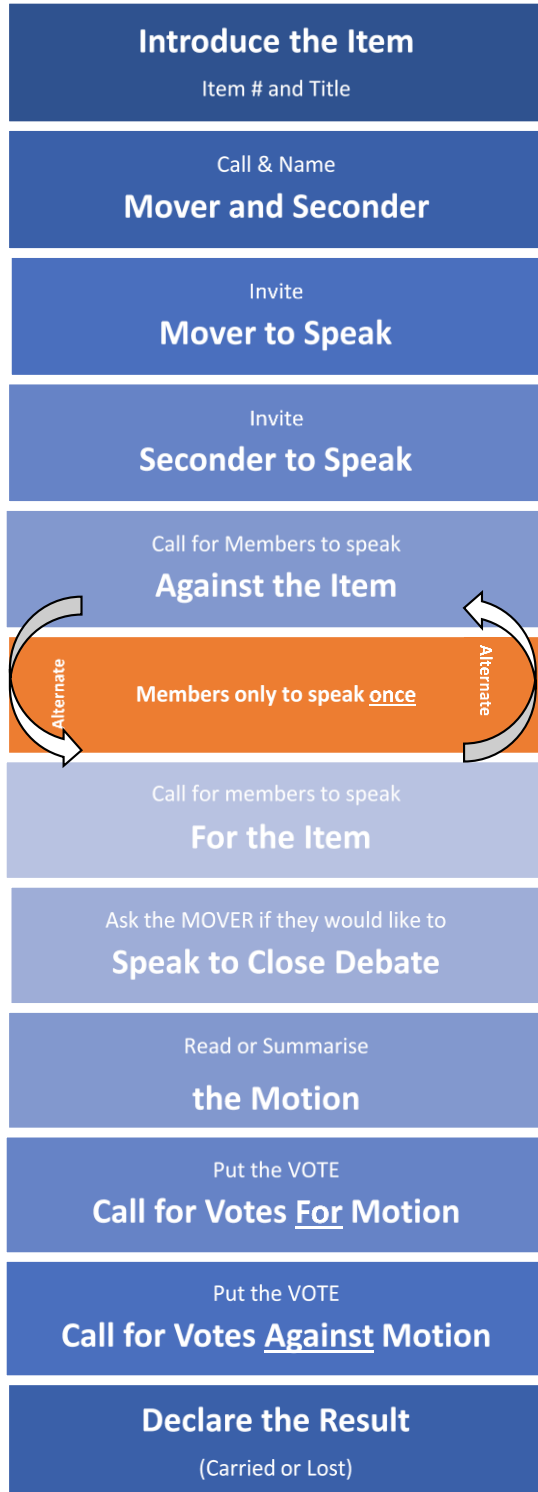 Introduce the Item
Item # and Title
Call & Name
Mover and Seconder
Invite
Mover to Speak
Invite
Seconder to Speak
Call for Members to speak
Against the Item
Alternate
Members only to speak once
Alternate
Call for members to speak
For the Item
Ask the MOVER if they would like to
Speak to Close Debate
Read or Summarise
the Motion
Put the VOTE
Call for Votes For Motion
Put the VOTE
Call for Votes Against Motion
Declare the Result
(Carried or Lost)